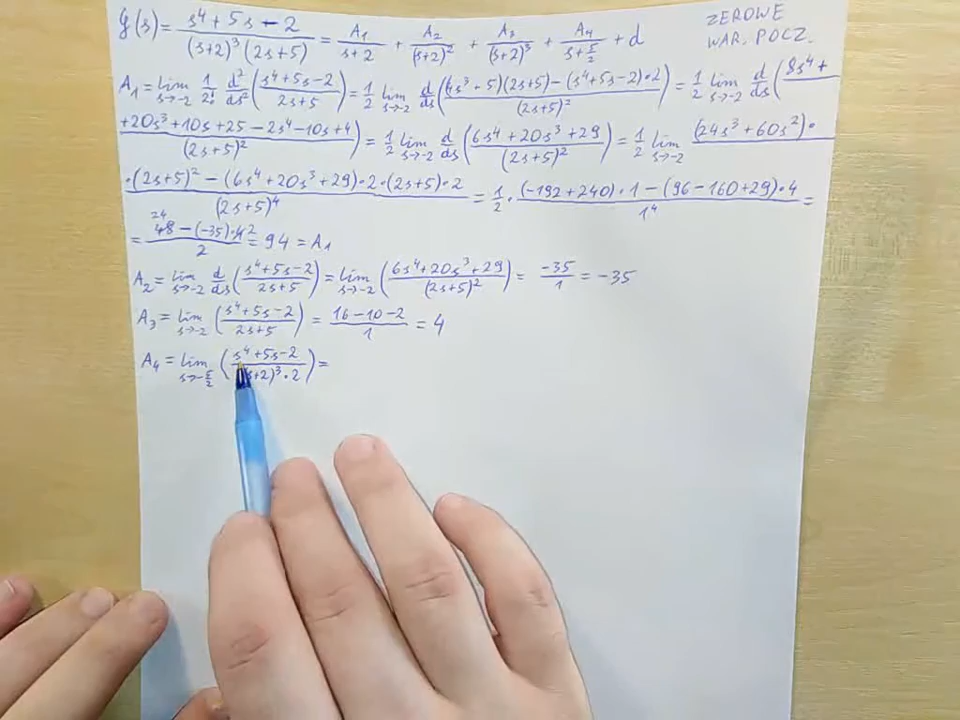 g(s) = (s⁴ + 5s − 2) / ((s+2)³(2s+5)) = A₁/(s+2) + A₂/(s+2)² + A₃/(s+2)³ + A₄/(s+5/2) + d
ZEROWE
WAR. POCZ.
A₁ = lim s→−2 1/2! d²/ds² ((s⁴+5s−2)/(2s+5)) = 1/2 lim s→−2 d/ds (((4s³+5)(2s+5)−(s⁴+5s−2)·2)/(2s+5)²) = 1/2 lim s→−2 d/ds (8s⁴+
+20s³+10s+25−2s⁴−10s+4)/(2s+5)²) = 1/2 lim s→−2 d/ds ((6s⁴+20s³+29)/(2s+5)²) = 1/2 lim s→−2 (24s³+60s²)·
·(2s+5)²−(6s⁴+20s³+29)·2·(2s+5)·2 / (2s+5)⁴ = 1/2 · ((−192+240)·1−(96−160+29)·4)/1⁴ =
= (48 24 −(−35)·4 2)/2 = 94 = A₁
A₂ = lim s→−2 d/ds ((s⁴+5s−2)/(2s+5)) = lim s→−2 ((6s⁴+20s³+29)/(2s+5)²) = −35/1 = −35
A₃ = lim s→−2 ((s⁴+5s−2)/(2s+5)) = (16−10−2)/1 = 4
A₄ = lim s→−5/2 ((s⁴+5s−2)/(s+2)³·2) =